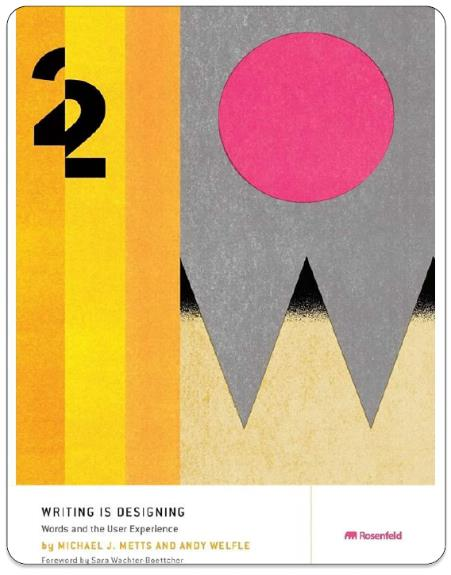 2
WRITING IS DESIGNING
Words and the User Experience
by MICHAEL J. METTS AND ANDY WELFLE
Foreword by Sara Wachter-Boettcher
Rosenfeld